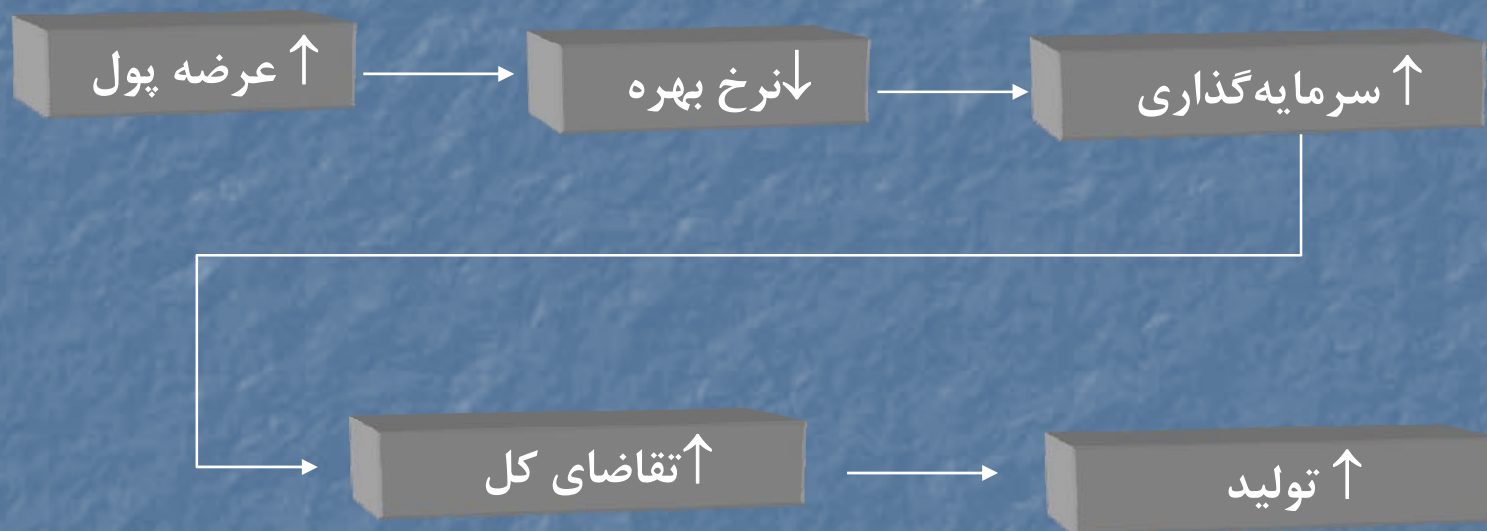 ↑ عرضه پول
↓نرخ بهره
↑ سرمایه‌گذاری
↑تقاضای کل
↑ تولید